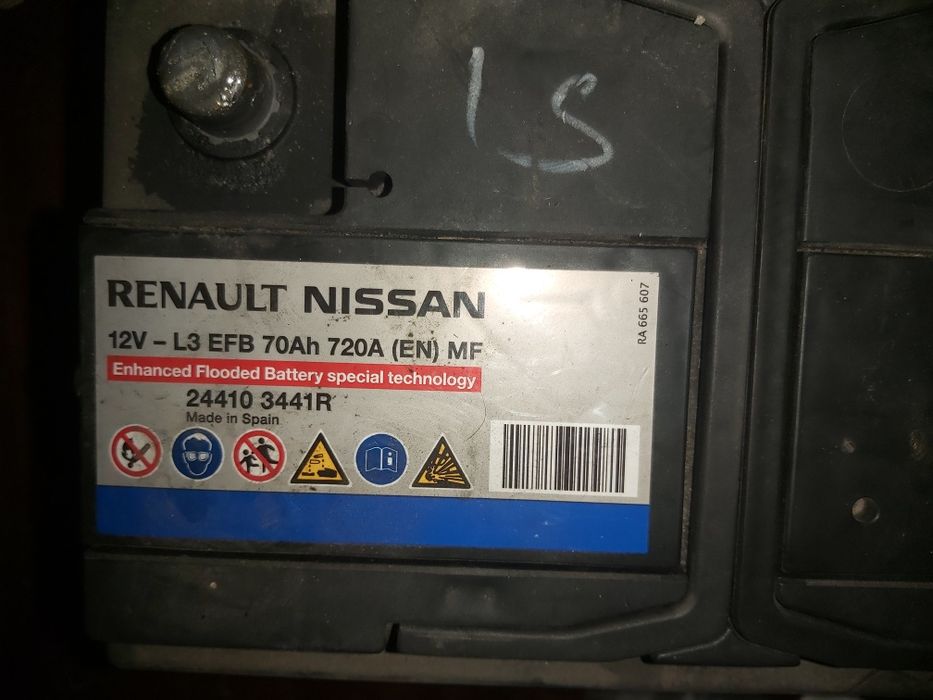 LS
RENAULT NISSAN
12V – L3 EFB 70Ah 720A (EN) MF
Enhanced Flooded Battery special technology
24410 3441R
Made in Spain
RA 665 607